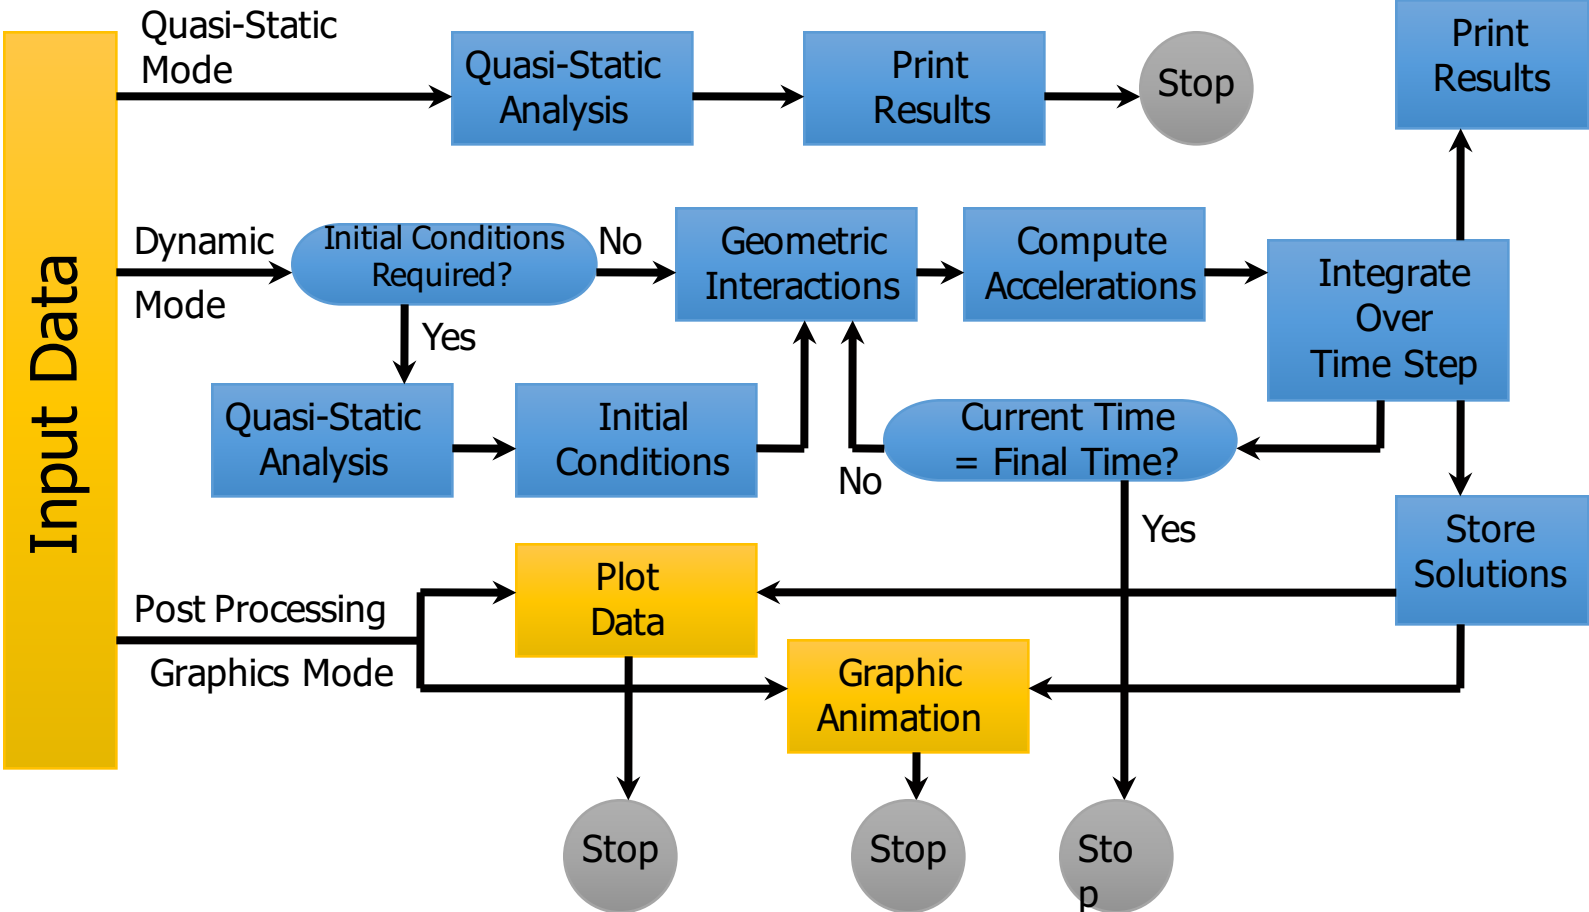 Quasi-Static
Mode
Quasi-Static
Analysis
Print
Results
Stop
Print
Results
Input Data
Dynamic
Mode
Initial Conditions
Required?
No
Yes
Geometric
Interactions
Compute
Accelerations
Integrate
Over
Time Step
Quasi-Static
Analysis
Initial
Conditions
Current Time
= Final Time?
No
Yes
Store
Solutions
Post Processing
Graphics Mode
Plot
Data
Graphic
Animation
Stop
Stop
Sto
p